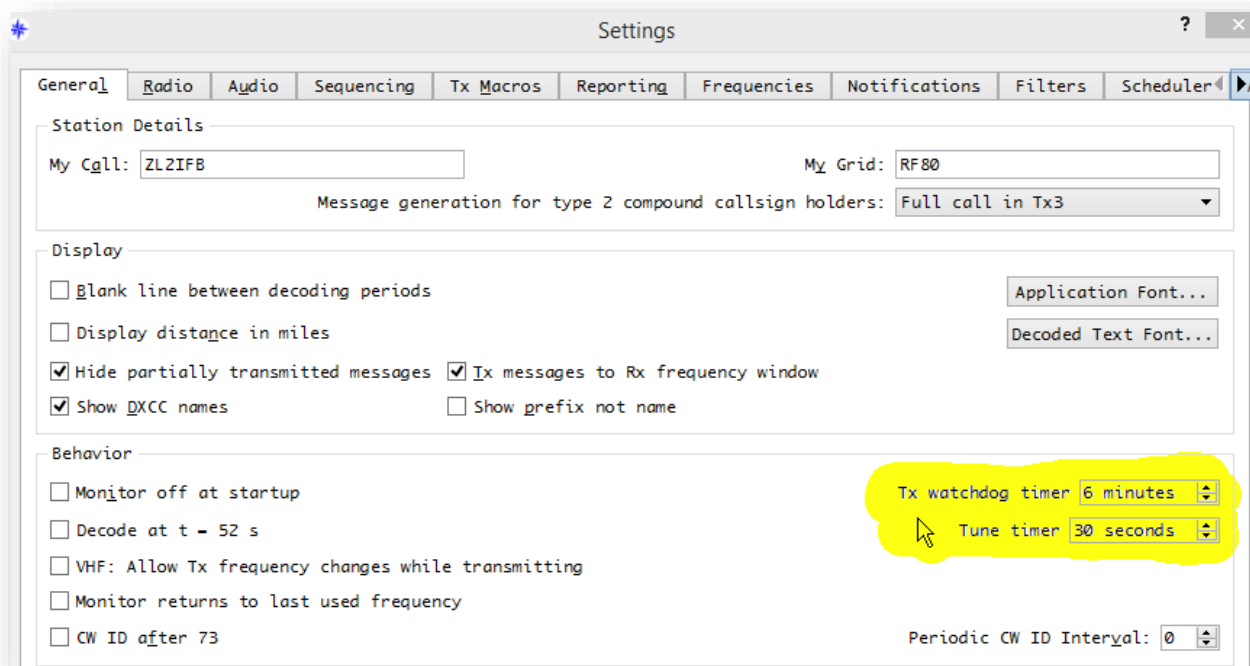 Settings
?
×
General Radio Audio Sequencing Tx Macros Reporting Frequencies Notifications Filters Scheduler
Station Details
My Call: ZL2IFB My Grid: RF80
Message generation for type 2 compound callsign holders: Full call in Tx3
Display
Blank line between decoding periods Application Font...
Display distance in miles Decoded Text Font...
Hide partially transmitted messages Tx messages to Rx frequency window
Show DXCC names Show prefix not name
Behavior
Monitor off at startup Tx watchdog timer 6 minutes
Decode at t = 52 s Tune timer 30 seconds
VHF: Allow Tx frequency changes while transmitting
Monitor returns to last used frequency
CW ID after 73 Periodic CW ID Interval: 0